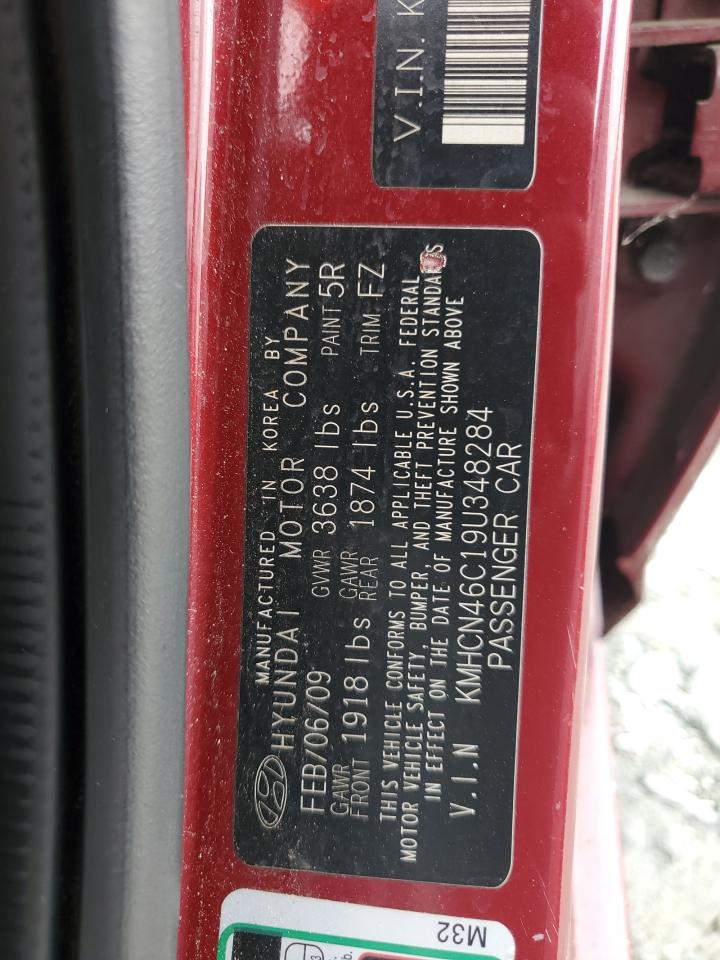 V.I.N. K
MANUFACTURED IN KOREA BY
HYUNDAI MOTOR COMPANY
FEB/06/09 GVWR 3638 lbs PAINT 5R
GAWR FRONT 1918 lbs GAWR REAR 1874 lbs TRIM FZ
THIS VEHICLE CONFORMS TO ALL APPLICABLE U.S.A. FEDERAL
MOTOR VEHICLE SAFETY, BUMPER, AND THEFT PREVENTION STANDARDS
IN EFFECT ON THE DATE OF MANUFACTURE SHOWN ABOVE
V.I.N KMHCN46C19U348284
PASSENGER CAR
M32